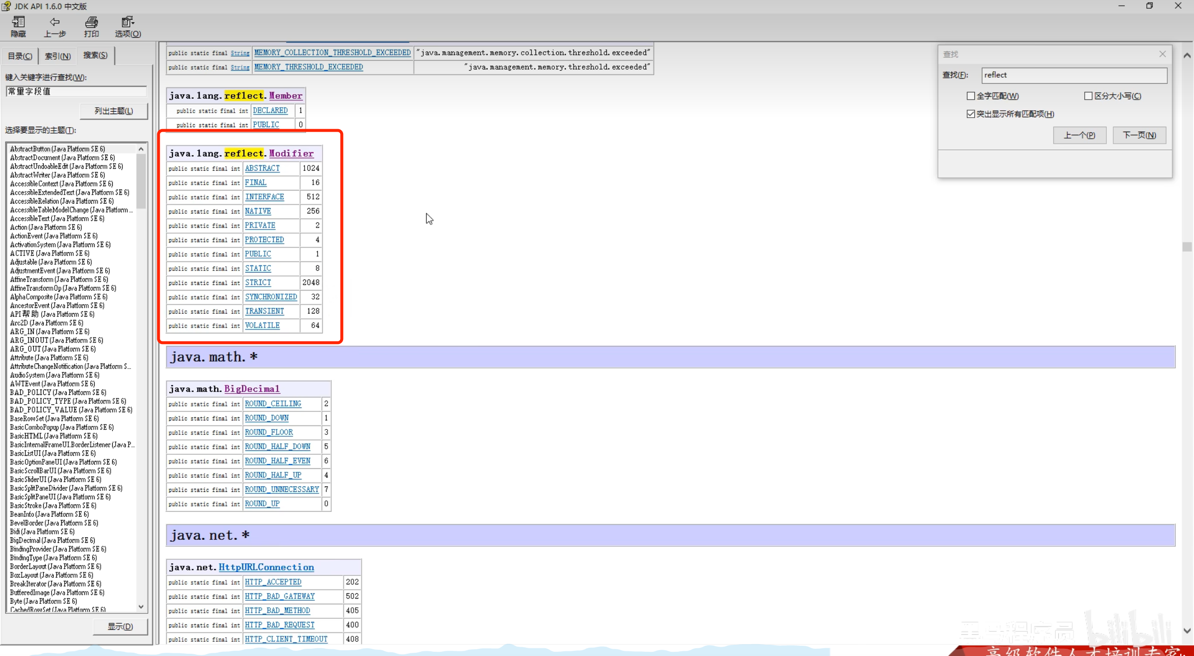 JDK API 1.6.0 中文版
隐藏 上一步 打印 选项(O)
目录(C) 索引(N) 搜索(S)
键入关键字进行查找(W):
常量字段值
列出主题(L)
选择要显示的主题(T):
AbstractButton (Java Platform SE 6)
AbstractDocument (Java Platform SE 6)
AbstractUndoableEdit (Java Platform SE 6)
AbstractWriter (Java Platform SE 6)
AccessibleContext (Java Platform SE 6)
AccessibleExtendedText (Java Platform SE 6)
AccessibleRelation (Java Platform SE 6)
AccessibleTableModelChange (Java Platform ...
AccessibleText (Java Platform SE 6)
Action (Java Platform SE 6)
ActionEvent (Java Platform SE 6)
ActivationSystem (Java Platform SE 6)
ACTIVE (Java Platform SE 6)
Adjustable (Java Platform SE 6)
AdjustmentEvent (Java Platform SE 6)
AffineTransform (Java Platform SE 6)
AffineTransformOp (Java Platform SE 6)
AlphaComposite (Java Platform SE 6)
AncestorEvent (Java Platform SE 6)
API 帮助 (Java Platform SE 6)
Arc2D (Java Platform SE 6)
ARG_IN (Java Platform SE 6)
ARG_INOUT (Java Platform SE 6)
ARG_OUT (Java Platform SE 6)
Attribute (Java Platform SE 6)
AttributeChangeNotification (Java Platform S...
AudioSystem (Java Platform SE 6)
AWTEvent (Java Platform SE 6)
BAD_POLICY (Java Platform SE 6)
BAD_POLICY_TYPE (Java Platform SE 6)
BAD_POLICY_VALUE (Java Platform SE 6)
BaseRowSet (Java Platform SE 6)
BasicComboPopup (Java Platform SE 6)
BasicHTML (Java Platform SE 6)
BasicInternalFrameUI.BorderListener (Java P...
BasicListUI (Java Platform SE 6)
BasicOptionPaneUI (Java Platform SE 6)
BasicScrollBarUI (Java Platform SE 6)
BasicSliderUI (Java Platform SE 6)
BasicSplitPaneDivider (Java Platform SE 6)
BasicSplitPaneUI (Java Platform SE 6)
BasicStroke (Java Platform SE 6)
BeanInfo (Java Platform SE 6)
BevelBorder (Java Platform SE 6)
Bidi (Java Platform SE 6)
BigDecimal (Java Platform SE 6)
BindingProvider (Java Platform SE 6)
BindingType (Java Platform SE 6)
BorderLayout (Java Platform SE 6)
BoxLayout (Java Platform SE 6)
BreakIterator (Java Platform SE 6)
BufferedImage (Java Platform SE 6)
Byte (Java Platform SE 6)
CachedRowSet (Java Platform SE 6)
显示(D)
public static final String MEMORY_COLLECTION_THRESHOLD_EXCEEDED "java.management.memory.collection.threshold.exceeded"
public static final String MEMORY_THRESHOLD_EXCEEDED "java.management.memory.threshold.exceeded"
java.lang.reflect.Member
public static final int DECLARED 1
public static final int PUBLIC 0
java.lang.reflect.Modifier
public static final int ABSTRACT 1024
public static final int FINAL 16
public static final int INTERFACE 512
public static final int NATIVE 256
public static final int PRIVATE 2
public static final int PROTECTED 4
public static final int PUBLIC 1
public static final int STATIC 8
public static final int STRICT 2048
public static final int SYNCHRONIZED 32
public static final int TRANSIENT 128
public static final int VOLATILE 64
java.math.*
java.math.BigDecimal
public static final int ROUND_CEILING 2
public static final int ROUND_DOWN 1
public static final int ROUND_FLOOR 3
public static final int ROUND_HALF_DOWN 5
public static final int ROUND_HALF_EVEN 6
public static final int ROUND_HALF_UP 4
public static final int ROUND_UNNECESSARY 7
public static final int ROUND_UP 0
java.net.*
java.net.HttpURLConnection
public static final int HTTP_ACCEPTED 202
public static final int HTTP_BAD_GATEWAY 502
public static final int HTTP_BAD_METHOD 405
public static final int HTTP_BAD_REQUEST 400
public static final int HTTP_CLIENT_TIMEOUT 408
查找
查找(F): reflect
全字匹配(W) 区分大小写(C)
突出显示所有匹配项(H)
上一个(P) 下一页(N)
bilibili
高级软件人才培训专家